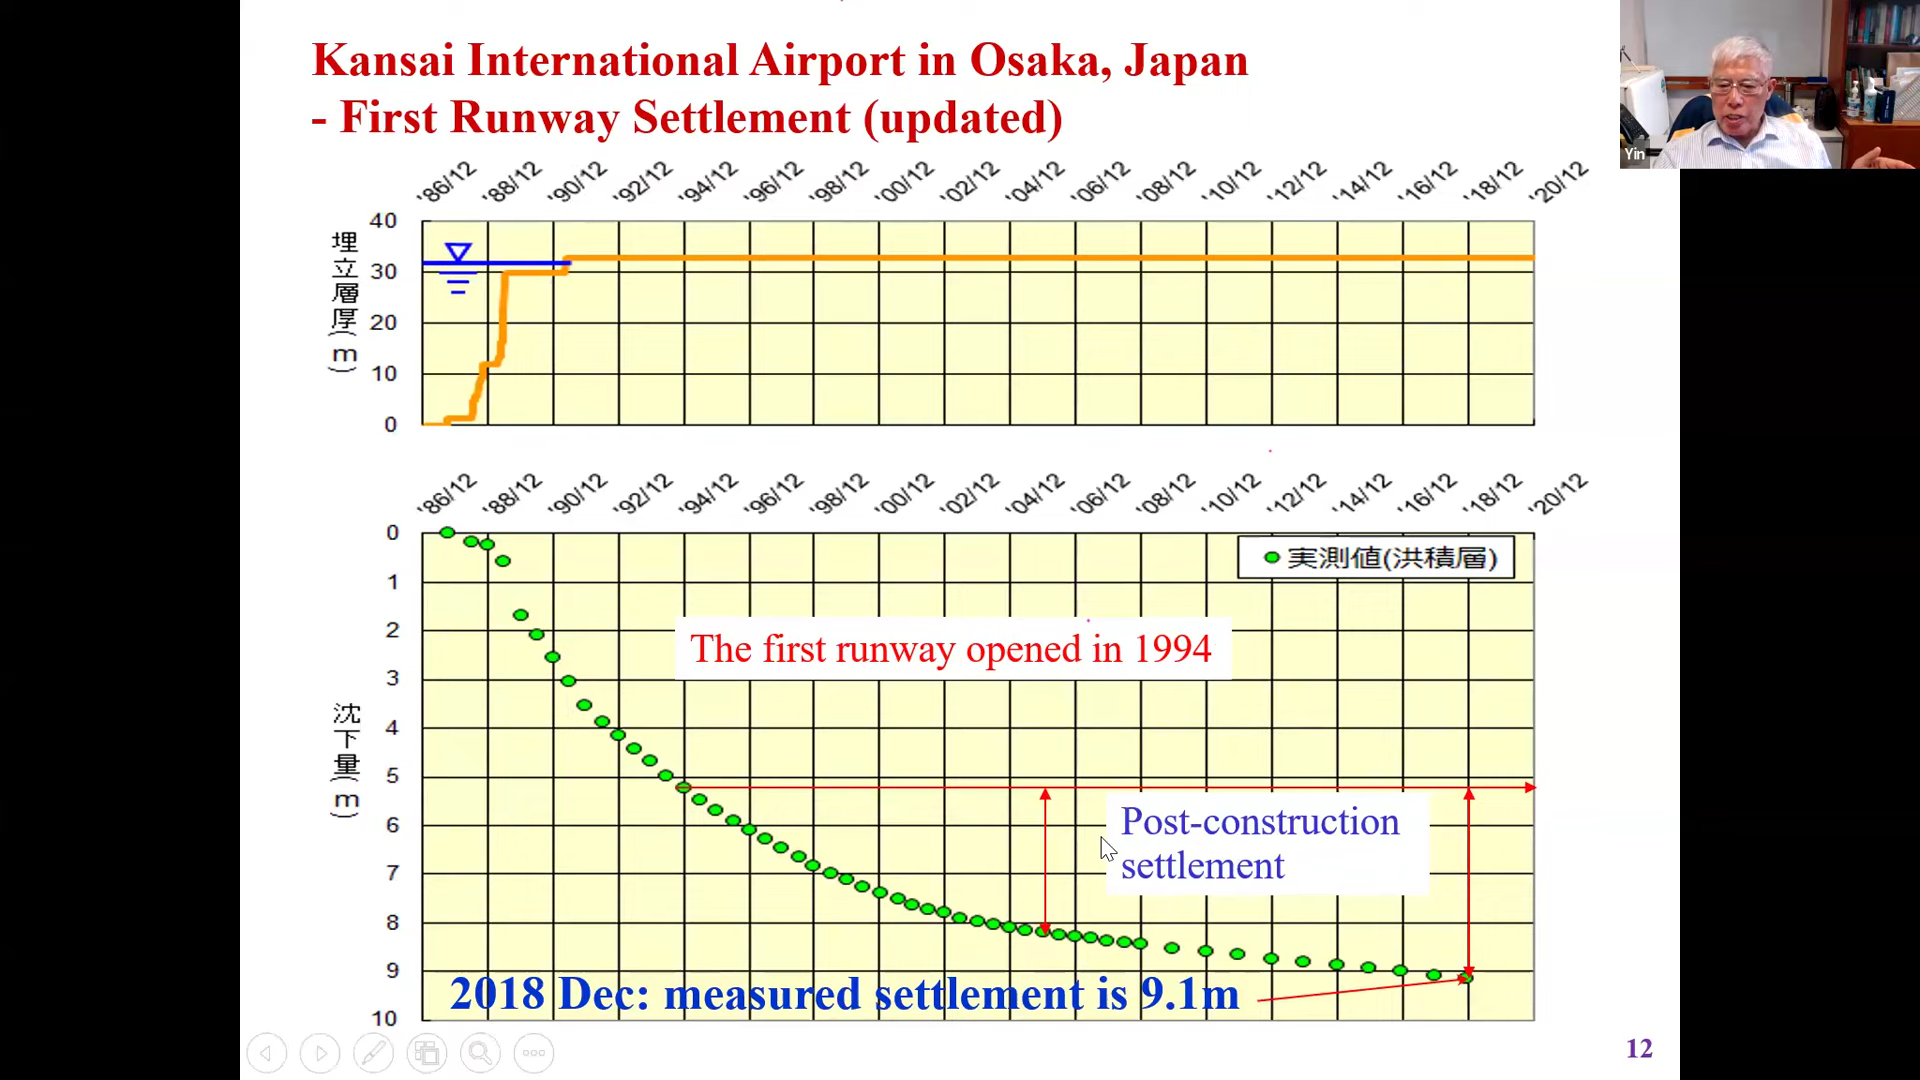 Kansai International Airport in Osaka, Japan
- First Runway Settlement (updated)
Yin
'86/12 '88/12 '90/12 '92/12 '94/12 '96/12 '98/12 '00/12 '02/12 '04/12 '06/12 '08/12 '10/12 '12/12 '14/12 '16/12 '18/12 '20/12
埋立層厚(m)
40
30
20
10
0
'86/12 '88/12 '90/12 '92/12 '94/12 '96/12 '98/12 '00/12 '02/12 '04/12 '06/12 '08/12 '10/12 '12/12 '14/12 '16/12 '18/12 '20/12
沈下量(m)
0
1
2
3
4
5
6
7
8
9
10
実測値(洪積層)
The first runway opened in 1994
Post-construction
settlement
2018 Dec: measured settlement is 9.1m
12